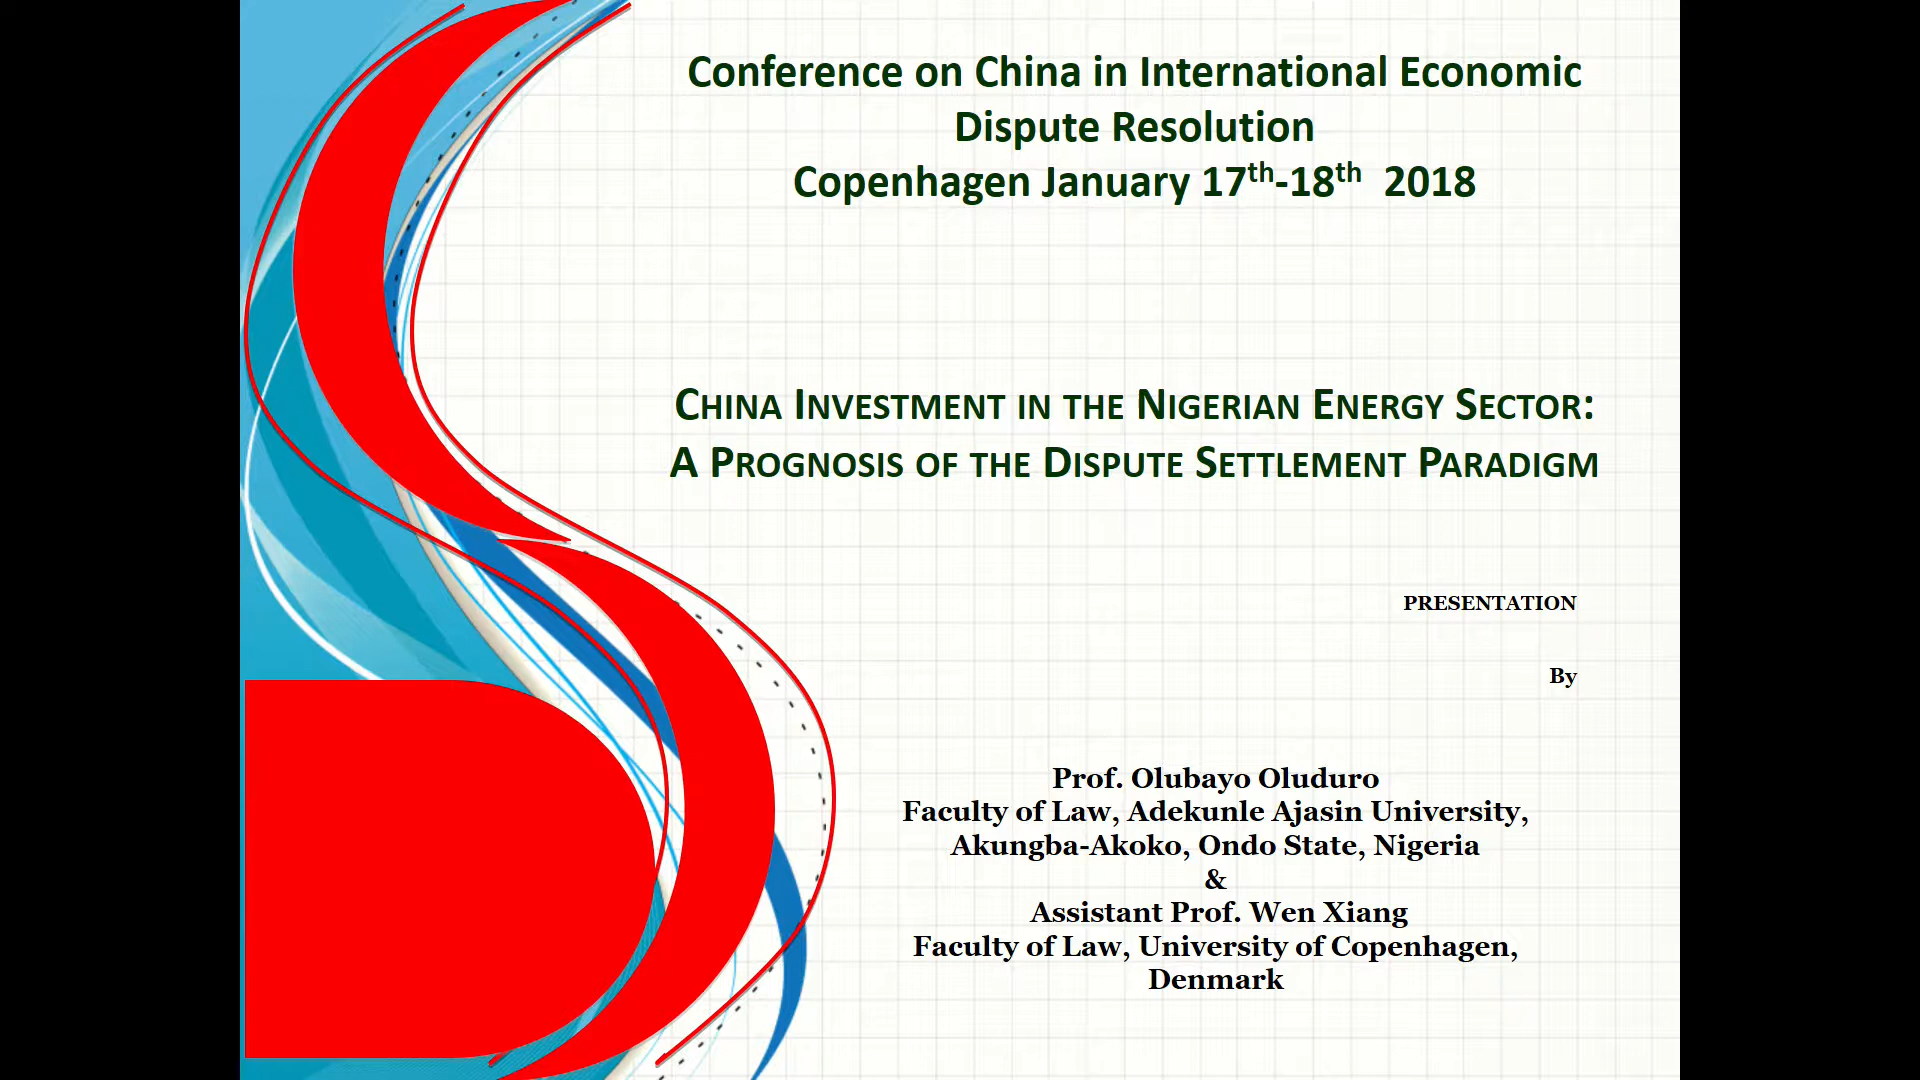 Conference on China in International Economic
Dispute Resolution
Copenhagen January 17th-18th 2018
China Investment in the Nigerian Energy Sector:
A Prognosis of the Dispute Settlement Paradigm
PRESENTATION
By
Prof. Olubayo Oluduro
Faculty of Law, Adekunle Ajasin University,
Akungba-Akoko, Ondo State, Nigeria
&
Assistant Prof. Wen Xiang
Faculty of Law, University of Copenhagen,
Denmark